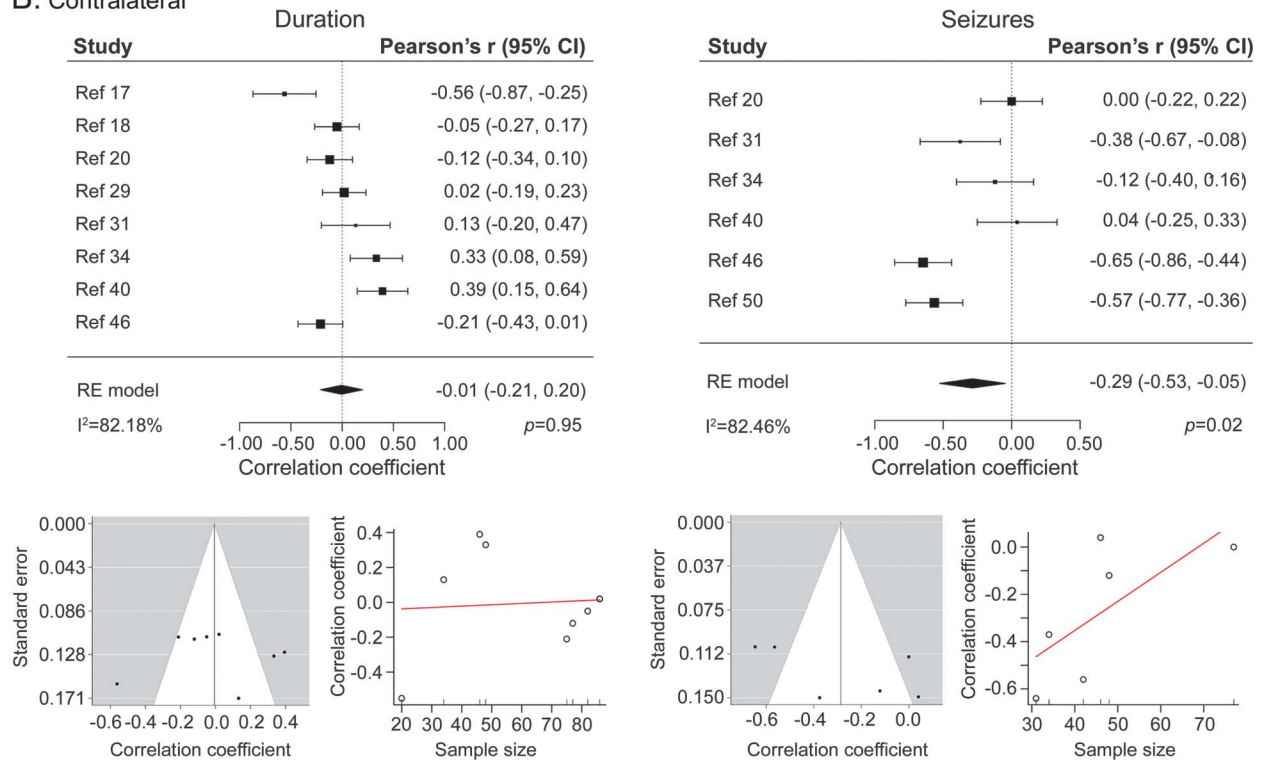 B. Contralateral
Duration
Study Pearson's r (95% CI)
Ref 17 -0.56 (-0.87, -0.25)
Ref 18 -0.05 (-0.27, 0.17)
Ref 20 -0.12 (-0.34, 0.10)
Ref 29 0.02 (-0.19, 0.23)
Ref 31 0.13 (-0.20, 0.47)
Ref 34 0.33 (0.08, 0.59)
Ref 40 0.39 (0.15, 0.64)
Ref 46 -0.21 (-0.43, 0.01)
RE model -0.01 (-0.21, 0.20)
I²=82.18% p=0.95
-1.00 -0.50 0.00 0.50 1.00
Correlation coefficient
Seizures
Study Pearson's r (95% CI)
Ref 20 0.00 (-0.22, 0.22)
Ref 31 -0.38 (-0.67, -0.08)
Ref 34 -0.12 (-0.40, 0.16)
Ref 40 0.04 (-0.25, 0.33)
Ref 46 -0.65 (-0.86, -0.44)
Ref 50 -0.57 (-0.77, -0.36)
RE model -0.29 (-0.53, -0.05)
I²=82.46% p=0.02
-1.00 -0.50 0.00 0.50
Correlation coefficient
Standard error
0.000
0.043
0.086
0.128
0.171
-0.6 -0.4 -0.2 0.0 0.2 0.4
Correlation coefficient
Correlation coefficient
0.4
0.2
0.0
-0.2
-0.4
20 30 40 50 60 70 80
Sample size
Standard error
0.000
0.037
0.075
0.112
0.150
-0.6 -0.4 -0.2 0.0
Correlation coefficient
Correlation coefficient
0.0
-0.2
-0.4
-0.6
30 40 50 60 70
Sample size